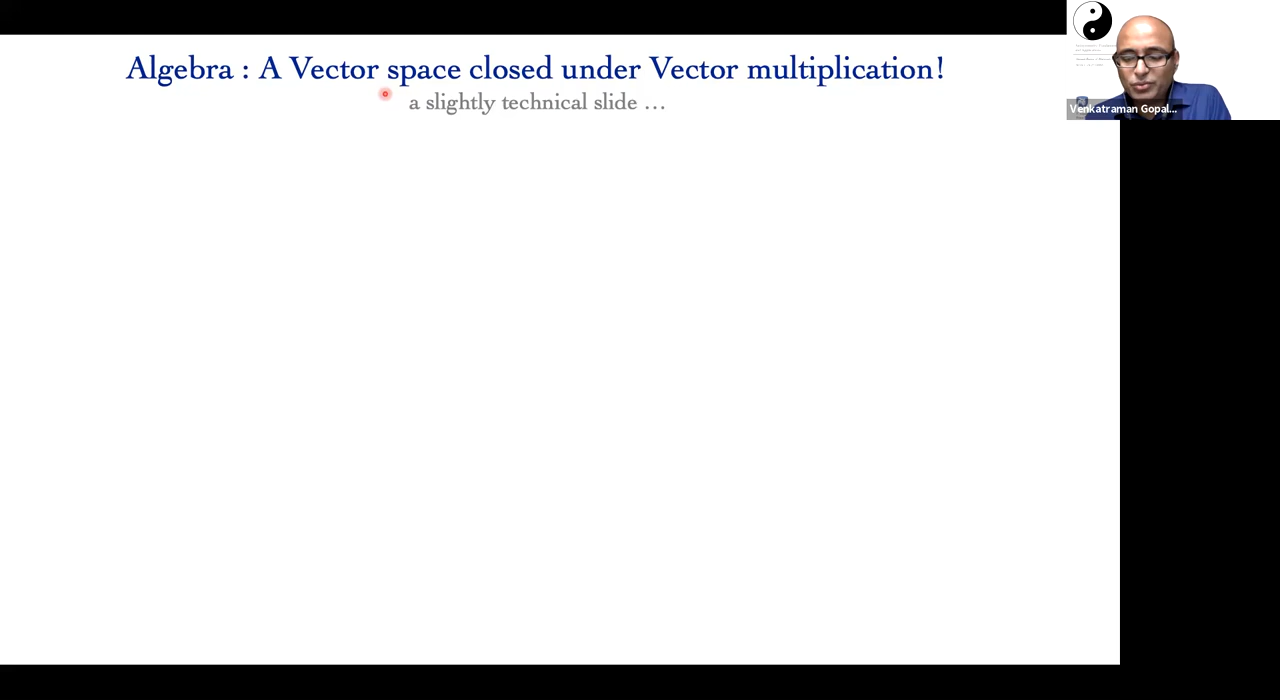 Algebra : A Vector space closed under Vector multiplication!
a slightly technical slide …
Venkatraman Gopal...